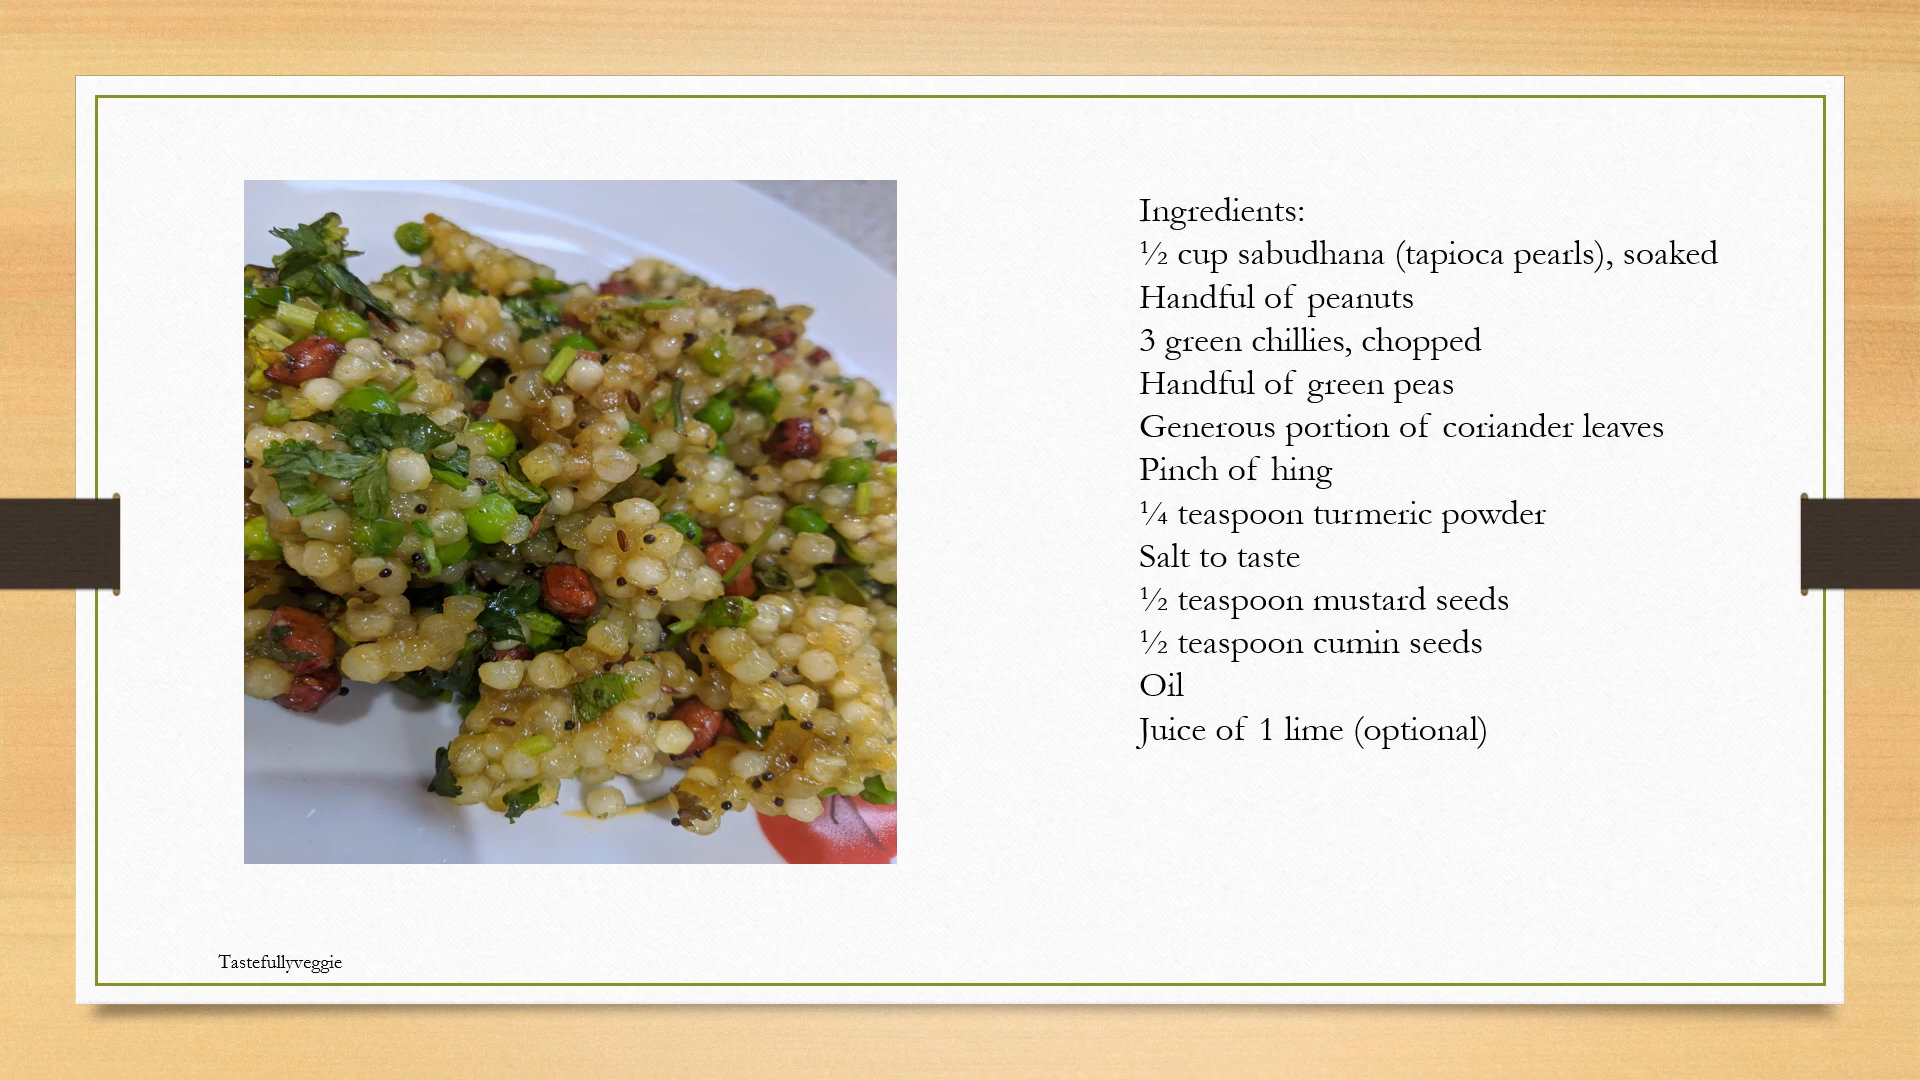 Ingredients:
½ cup sabudhana (tapioca pearls), soaked
Handful of peanuts
3 green chillies, chopped
Handful of green peas
Generous portion of coriander leaves
Pinch of hing
¼ teaspoon turmeric powder
Salt to taste
½ teaspoon mustard seeds
½ teaspoon cumin seeds
Oil
Juice of 1 lime (optional)
Tastefullyveggie